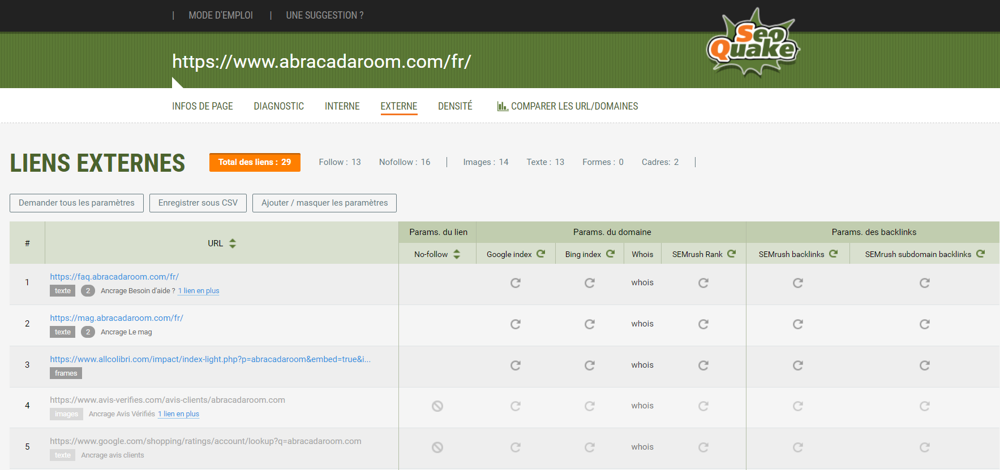 | MODE D'EMPLOI | UNE SUGGESTION ?
Seo
Quake
https://www.abracadaroom.com/fr/
INFOS DE PAGE DIAGNOSTIC INTERNE EXTERNE DENSITÉ COMPARER LES URL/DOMAINES
LIENS EXTERNES Total des liens : 29 Follow : 13 Nofollow : 16 | Images : 14 Texte : 13 Formes : 0 Cadres: 2 |
Demander tous les paramètres Enregistrer sous CSV Ajouter / masquer les paramètres
# URL Params. du lien Params. du domaine Params. des backlinks
No-follow Google index Bing index Whois SEMrush Rank SEMrush backlinks SEMrush subdomain backlinks
1 https://faq.abracadaroom.com/fr/ whois
texte 2 Ancrage Besoin d'aide ? 1 lien en plus
2 https://mag.abracadaroom.com/fr/ whois
texte 2 Ancrage Le mag
3 https://www.allcolibri.com/impact/index-light.php?p=abracadaroom&embed=true&i... whois
frames
4 https://www.avis-verifies.com/avis-clients/abracadaroom.com whois
images Ancrage Avis Vérifiés 1 lien en plus
5 https://www.google.com/shopping/ratings/account/lookup?q=abracadaroom.com whois
texte Ancrage avis clients